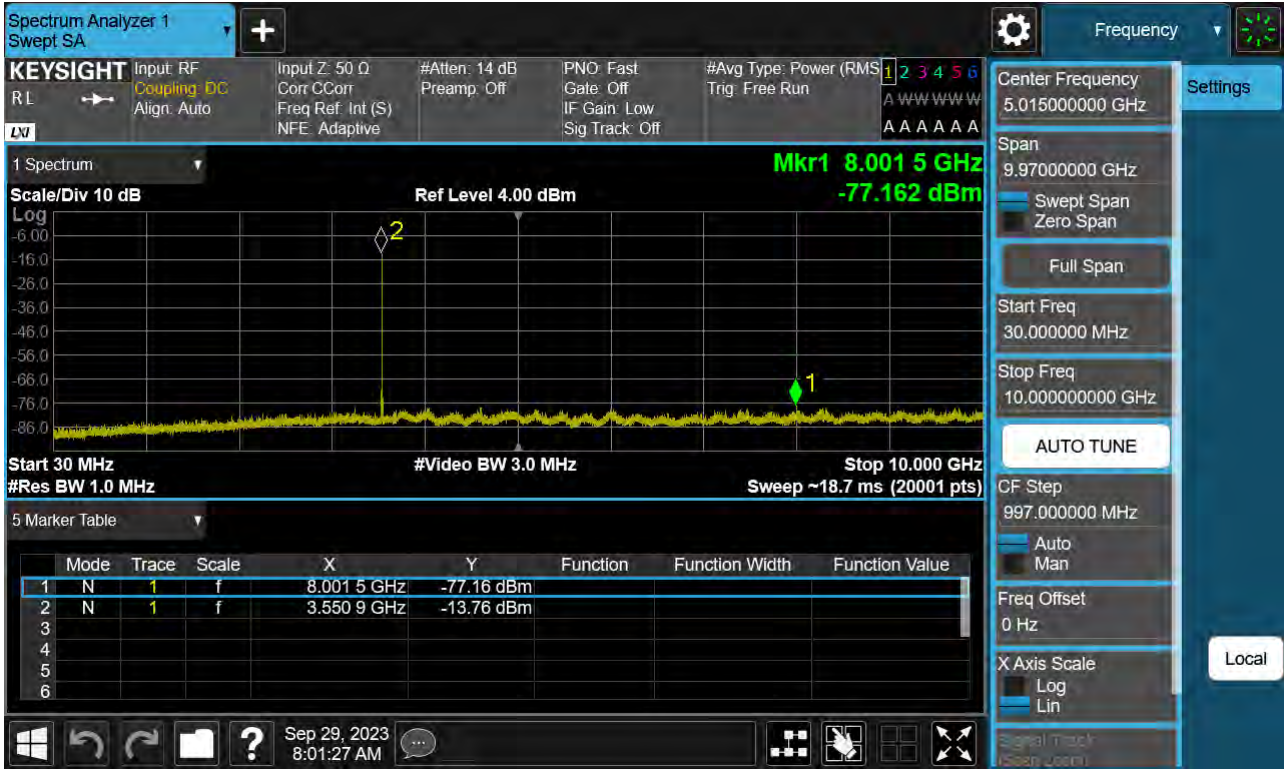 Spectrum Analyzer 1
Swept SA
+
Frequency
KEYSIGHT
RL
LXI
Input: RF
Coupling: DC
Align: Auto
Input Z: 50 Ω
Corr CCorr
Freq Ref: Int (S)
NFE: Adaptive
#Atten: 14 dB
Preamp: Off
PNO: Fast
Gate: Off
IF Gain: Low
Sig Track: Off
#Avg Type: Power (RMS
Trig: Free Run
1 2 3 4 5 6
A W W W W W
A A A A A A
1 Spectrum
Scale/Div 10 dB
Ref Level 4.00 dBm
Mkr1 8.001 5 GHz
-77.162 dBm
Log
-6.00
-16.0
-26.0
-36.0
-46.0
-56.0
-66.0
-76.0
-86.0
2
1
Start 30 MHz
#Video BW 3.0 MHz
Stop 10.000 GHz
#Res BW 1.0 MHz
Sweep ~18.7 ms (20001 pts)
5 Marker Table
Mode Trace Scale X Y Function Function Width Function Value
1 N 1 f 8.001 5 GHz -77.16 dBm
2 N 1 f 3.550 9 GHz -13.76 dBm
3
4
5
6
?
Sep 29, 2023
8:01:27 AM
Center Frequency
5.015000000 GHz
Span
9.97000000 GHz
Swept Span
Zero Span
Full Span
Start Freq
30.000000 MHz
Stop Freq
10.000000000 GHz
AUTO TUNE
CF Step
997.000000 MHz
Auto
Man
Freq Offset
0 Hz
X Axis Scale
Log
Lin
Signal Track
(Span Zoom)
Settings
Local